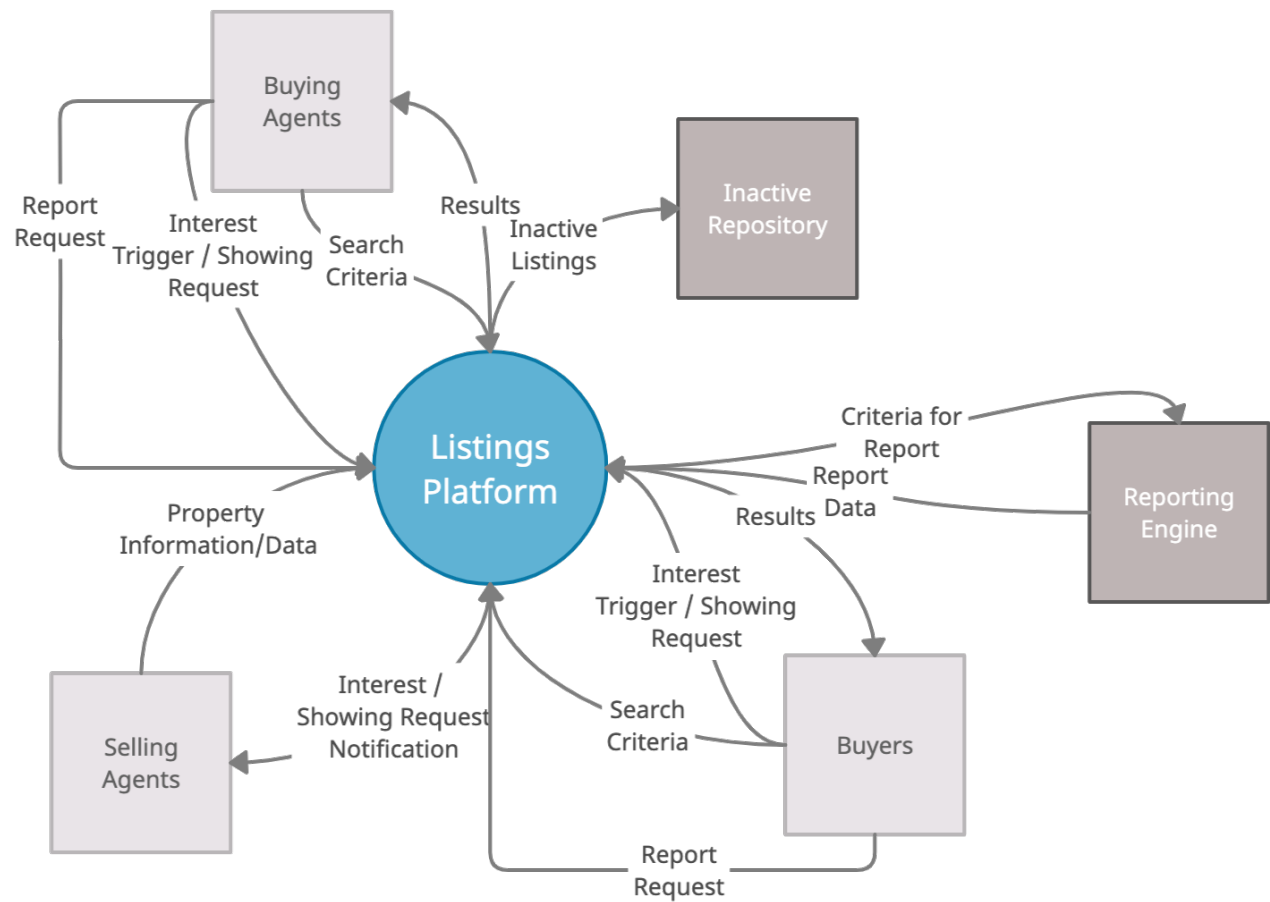 Buying
Agents
Report
Request
Interest
Trigger / Showing
Request
Search
Criteria
Results
Inactive
Listings
Inactive
Repository
Listings
Platform
Criteria for
Report
Report
Data
Reporting
Engine
Results
Property
Information/Data
Interest
Trigger / Showing
Request
Interest /
Showing Request
Notification
Search
Criteria
Selling
Agents
Buyers
Report
Request